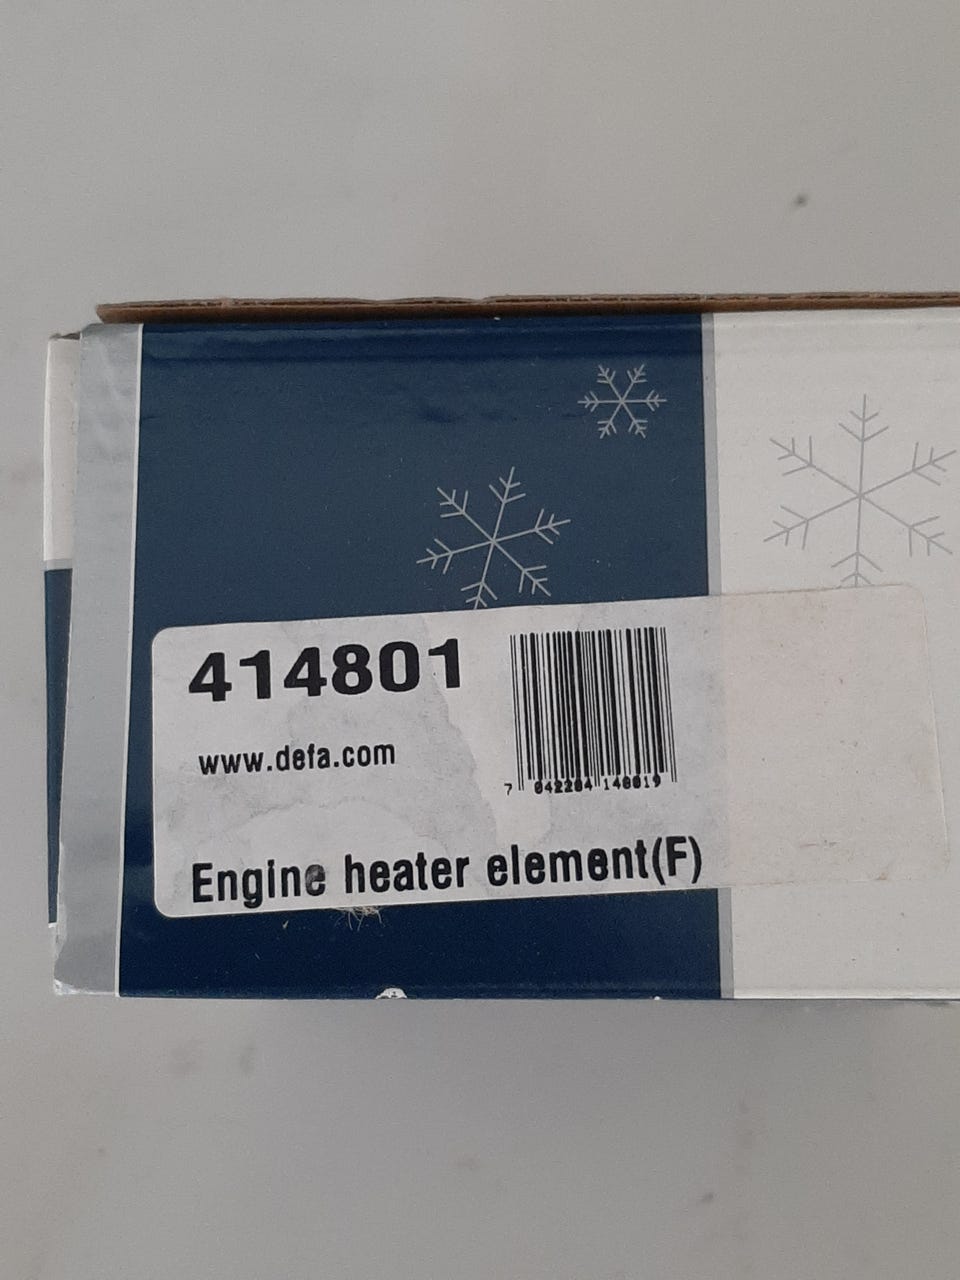 414801
www.defa.com
7 042284 148019
Engine heater element(F)